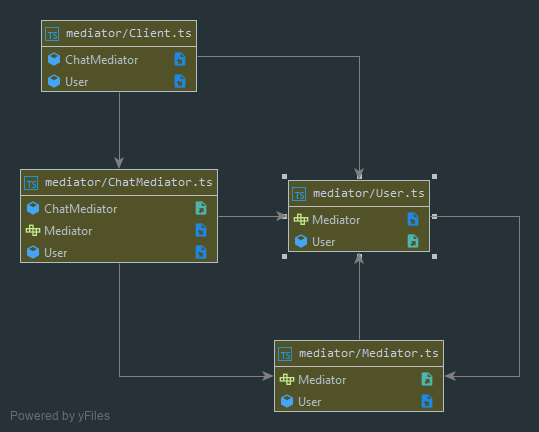 TS mediator/Client.ts
ChatMediator
User
TS mediator/ChatMediator.ts
ChatMediator
Mediator
User
TS mediator/User.ts
Mediator
User
TS mediator/Mediator.ts
Mediator
User
Powered by yFiles